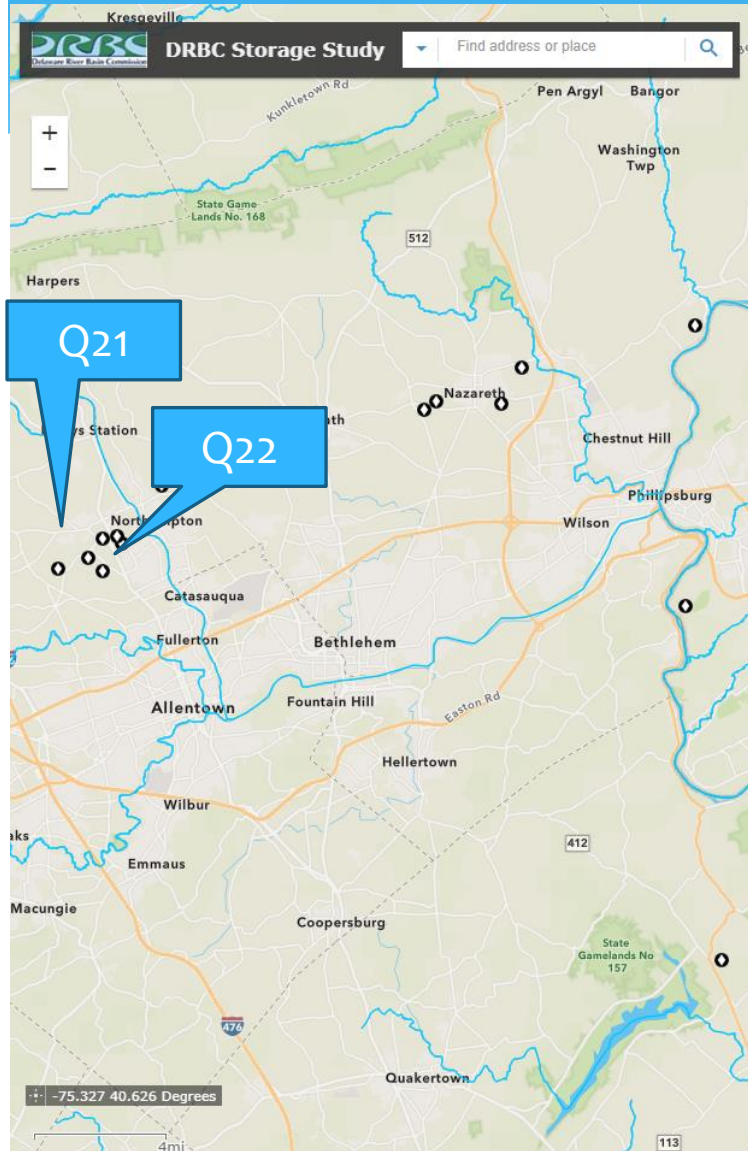 Kresgeville
DRBC
Delaware River Basin Commission
DRBC Storage Study
Find address or place
Kunkletown Rd
Pen Argyl
Bangor
+
−
Washington
Twp
State Game
Lands No. 168
512
Harpers
Q21
Nazareth
ys Station
ath
Q22
Chestnut Hill
Phillipsburg
Northampton
Wilson
Catasauqua
Fullerton
Bethlehem
Allentown
Fountain Hill
Easton Rd
Hellertown
Wilbur
aks
412
Emmaus
Macungie
Coopersburg
State
Gamelands No
157
476
Quakertown
-75.327 40.626 Degrees
4mi
113